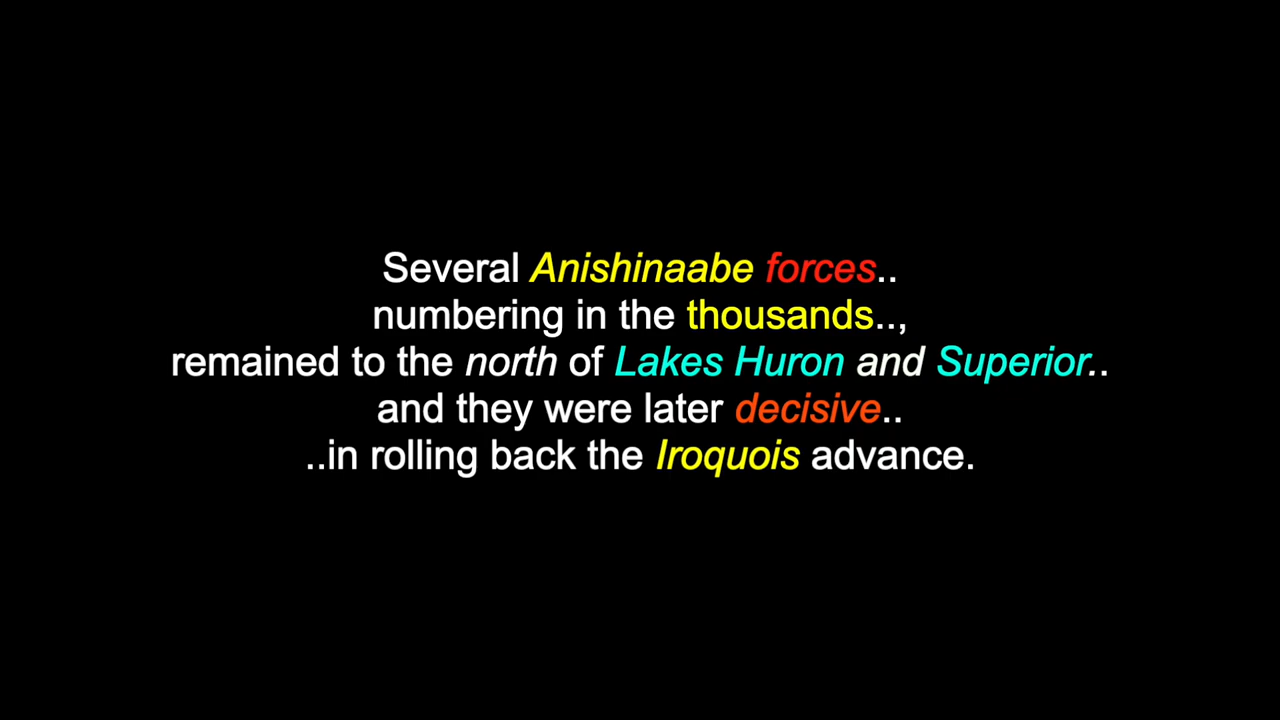 Several Anishinaabe forces..
numbering in the thousands..,
remained to the north of Lakes Huron and Superior..
and they were later decisive..
..in rolling back the Iroquois advance.